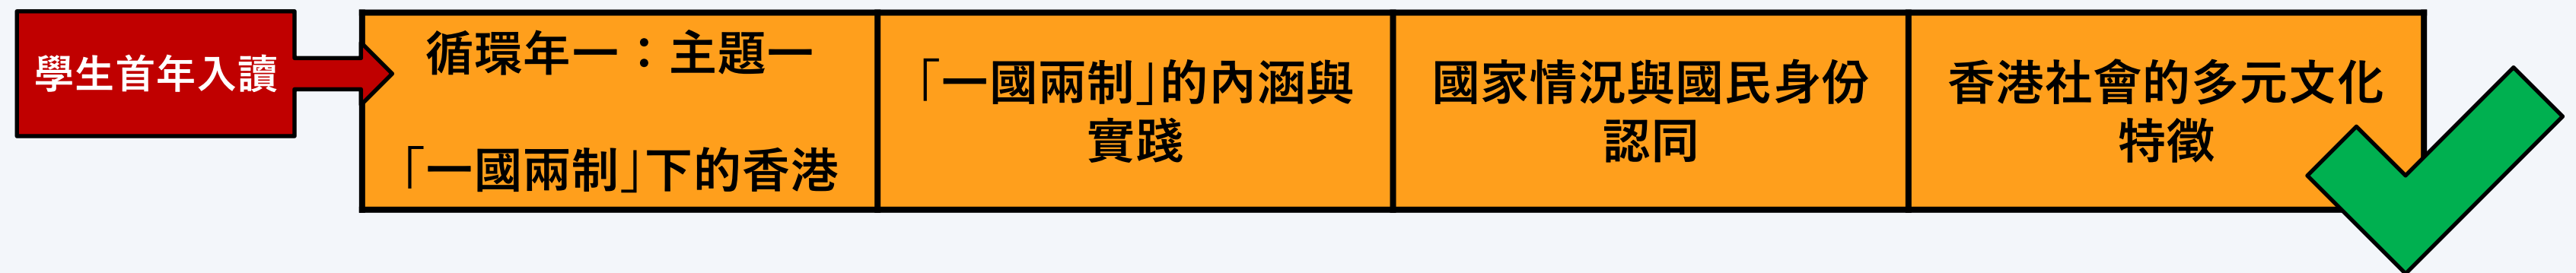 學生首年入讀
循環年一：主題一
「一國兩制」下的香港
「一國兩制」的內涵與
實踐
國家情況與國民身份
認同
香港社會的多元文化
特徵